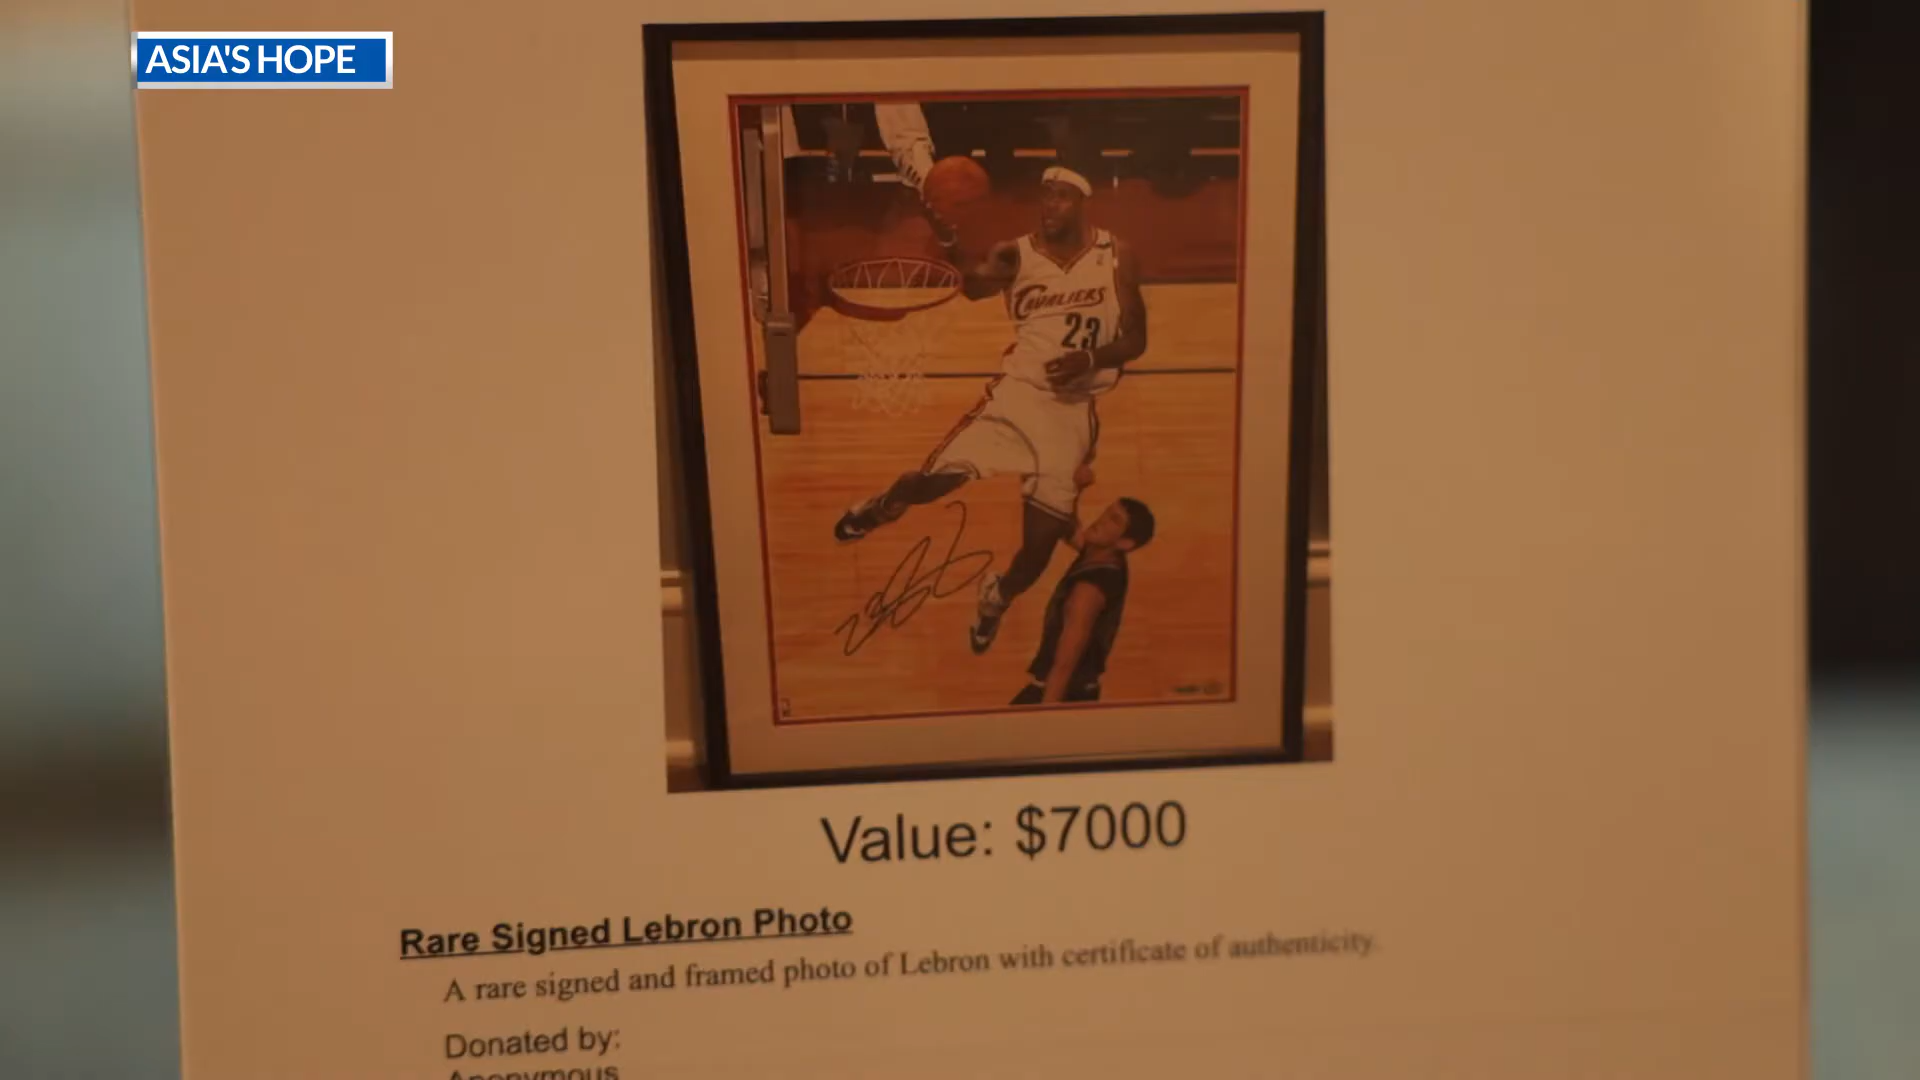 ASIA'S HOPE
CAVALIERS
23
Value: $7000
Rare Signed Lebron Photo
A rare signed and framed photo of Lebron with certificate of authenticity.
Donated by:
Anonymous